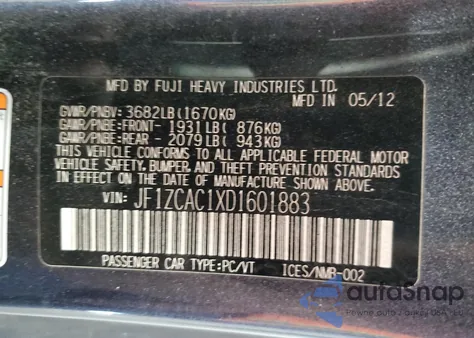 MFD BY FUJI HEAVY INDUSTRIES LTD.
MFD IN 05/12
GVWR/PNBV: 3682LB(1670KG)
GAWR/PNBE:FRONT- 1931LB( 876KG)
GAWR/PNBE:REAR - 2079LB( 943KG)
THIS VEHICLE CONFORMS TO ALL APPLICABLE FEDERAL MOTOR
VEHICLE SAFETY, BUMPER, AND THEFT PREVENTION STANDARDS
IN EFFECT ON THE DATE OF MANUFACTURE SHOWN ABOVE.
VIN: JF1ZCAC1XD1601883
PASSENGER CAR TYPE:PC/VT ICES/NMB-002
autosnap